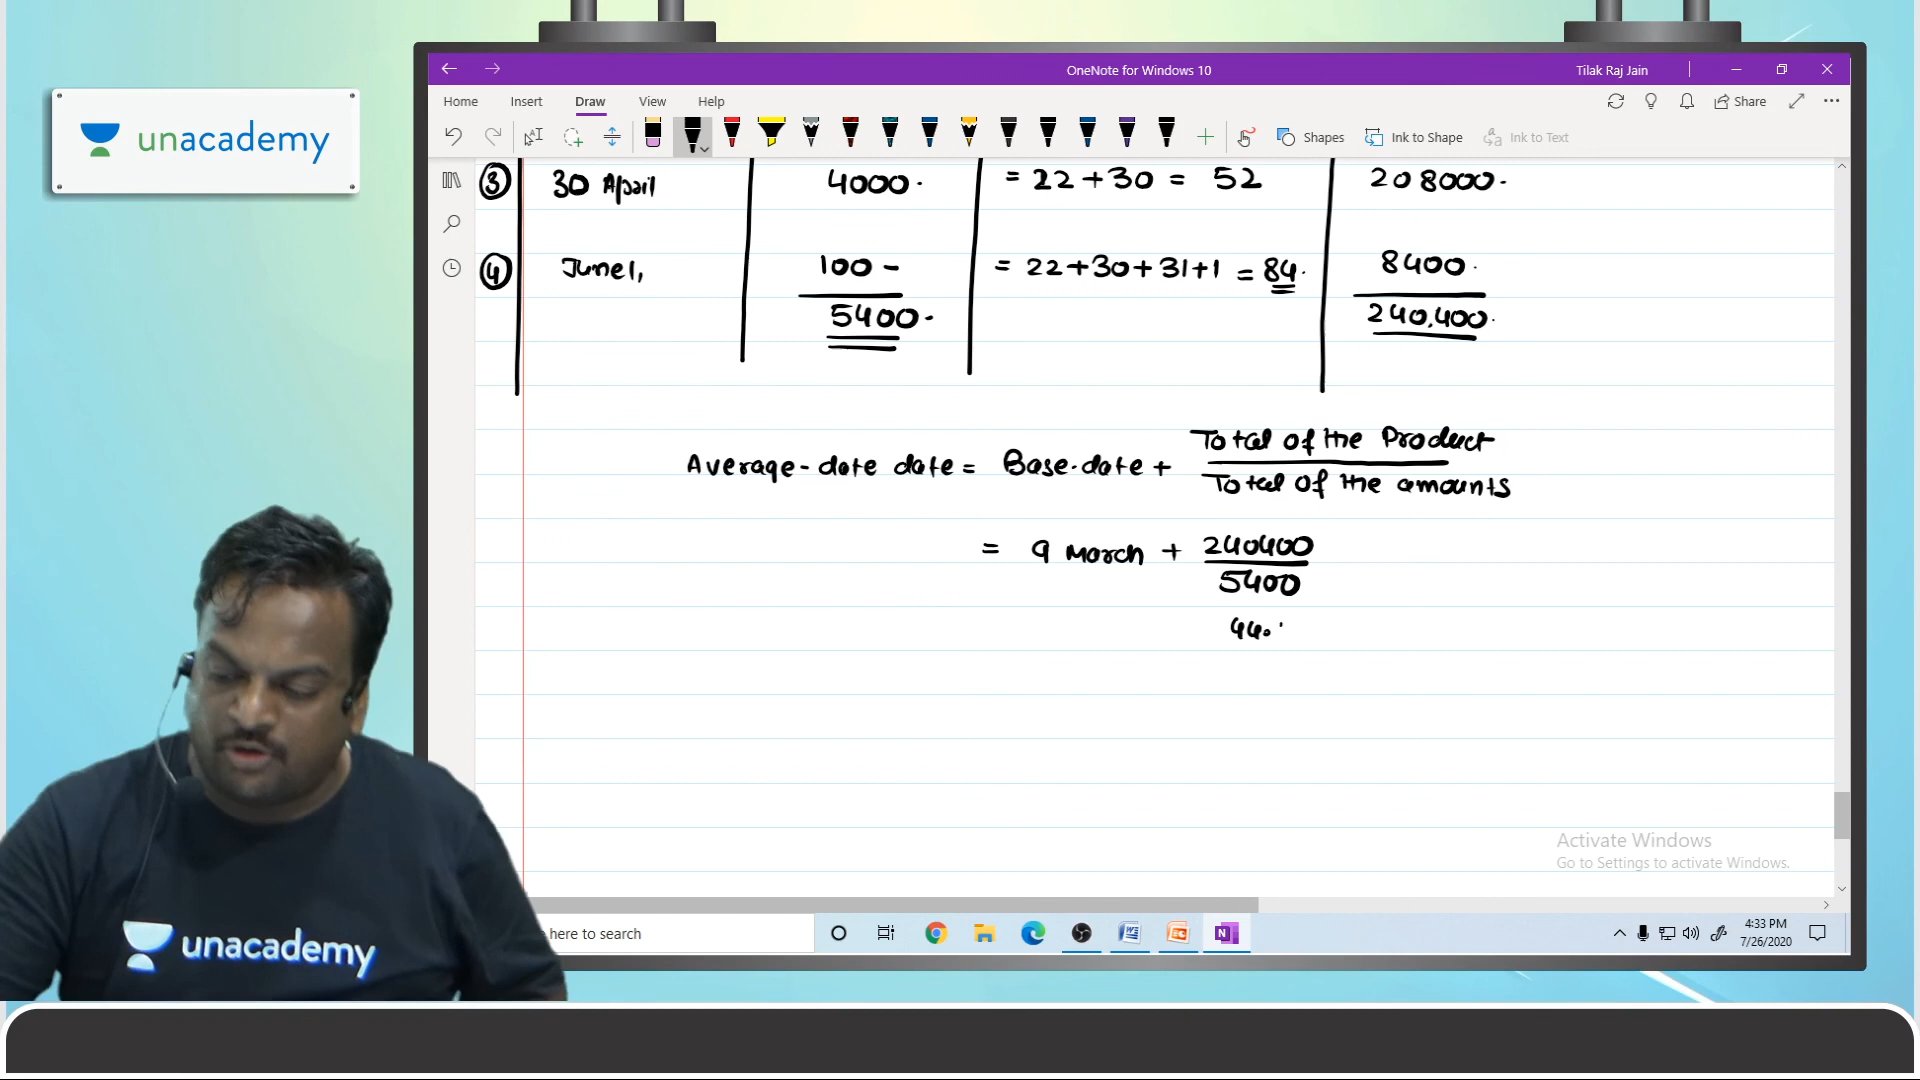 unacademy
OneNote for Windows 10
Tilak Raj Jain
Home Insert Draw View Help
Share
Shapes
Ink to Shape
Ink to Text
③ 30 April 4000. = 22+30 = 52 208000.
④ June1, 100 - = 22+30+31+1 = 84. 8400.
5400. 240,400.
Average-date date = Base-date + Total of the Product
Total of the amounts
= 9 March + 240400
5400
44.
Activate Windows
Go to Settings to activate Windows.
here to search
4:33 PM
7/26/2020
unacademy